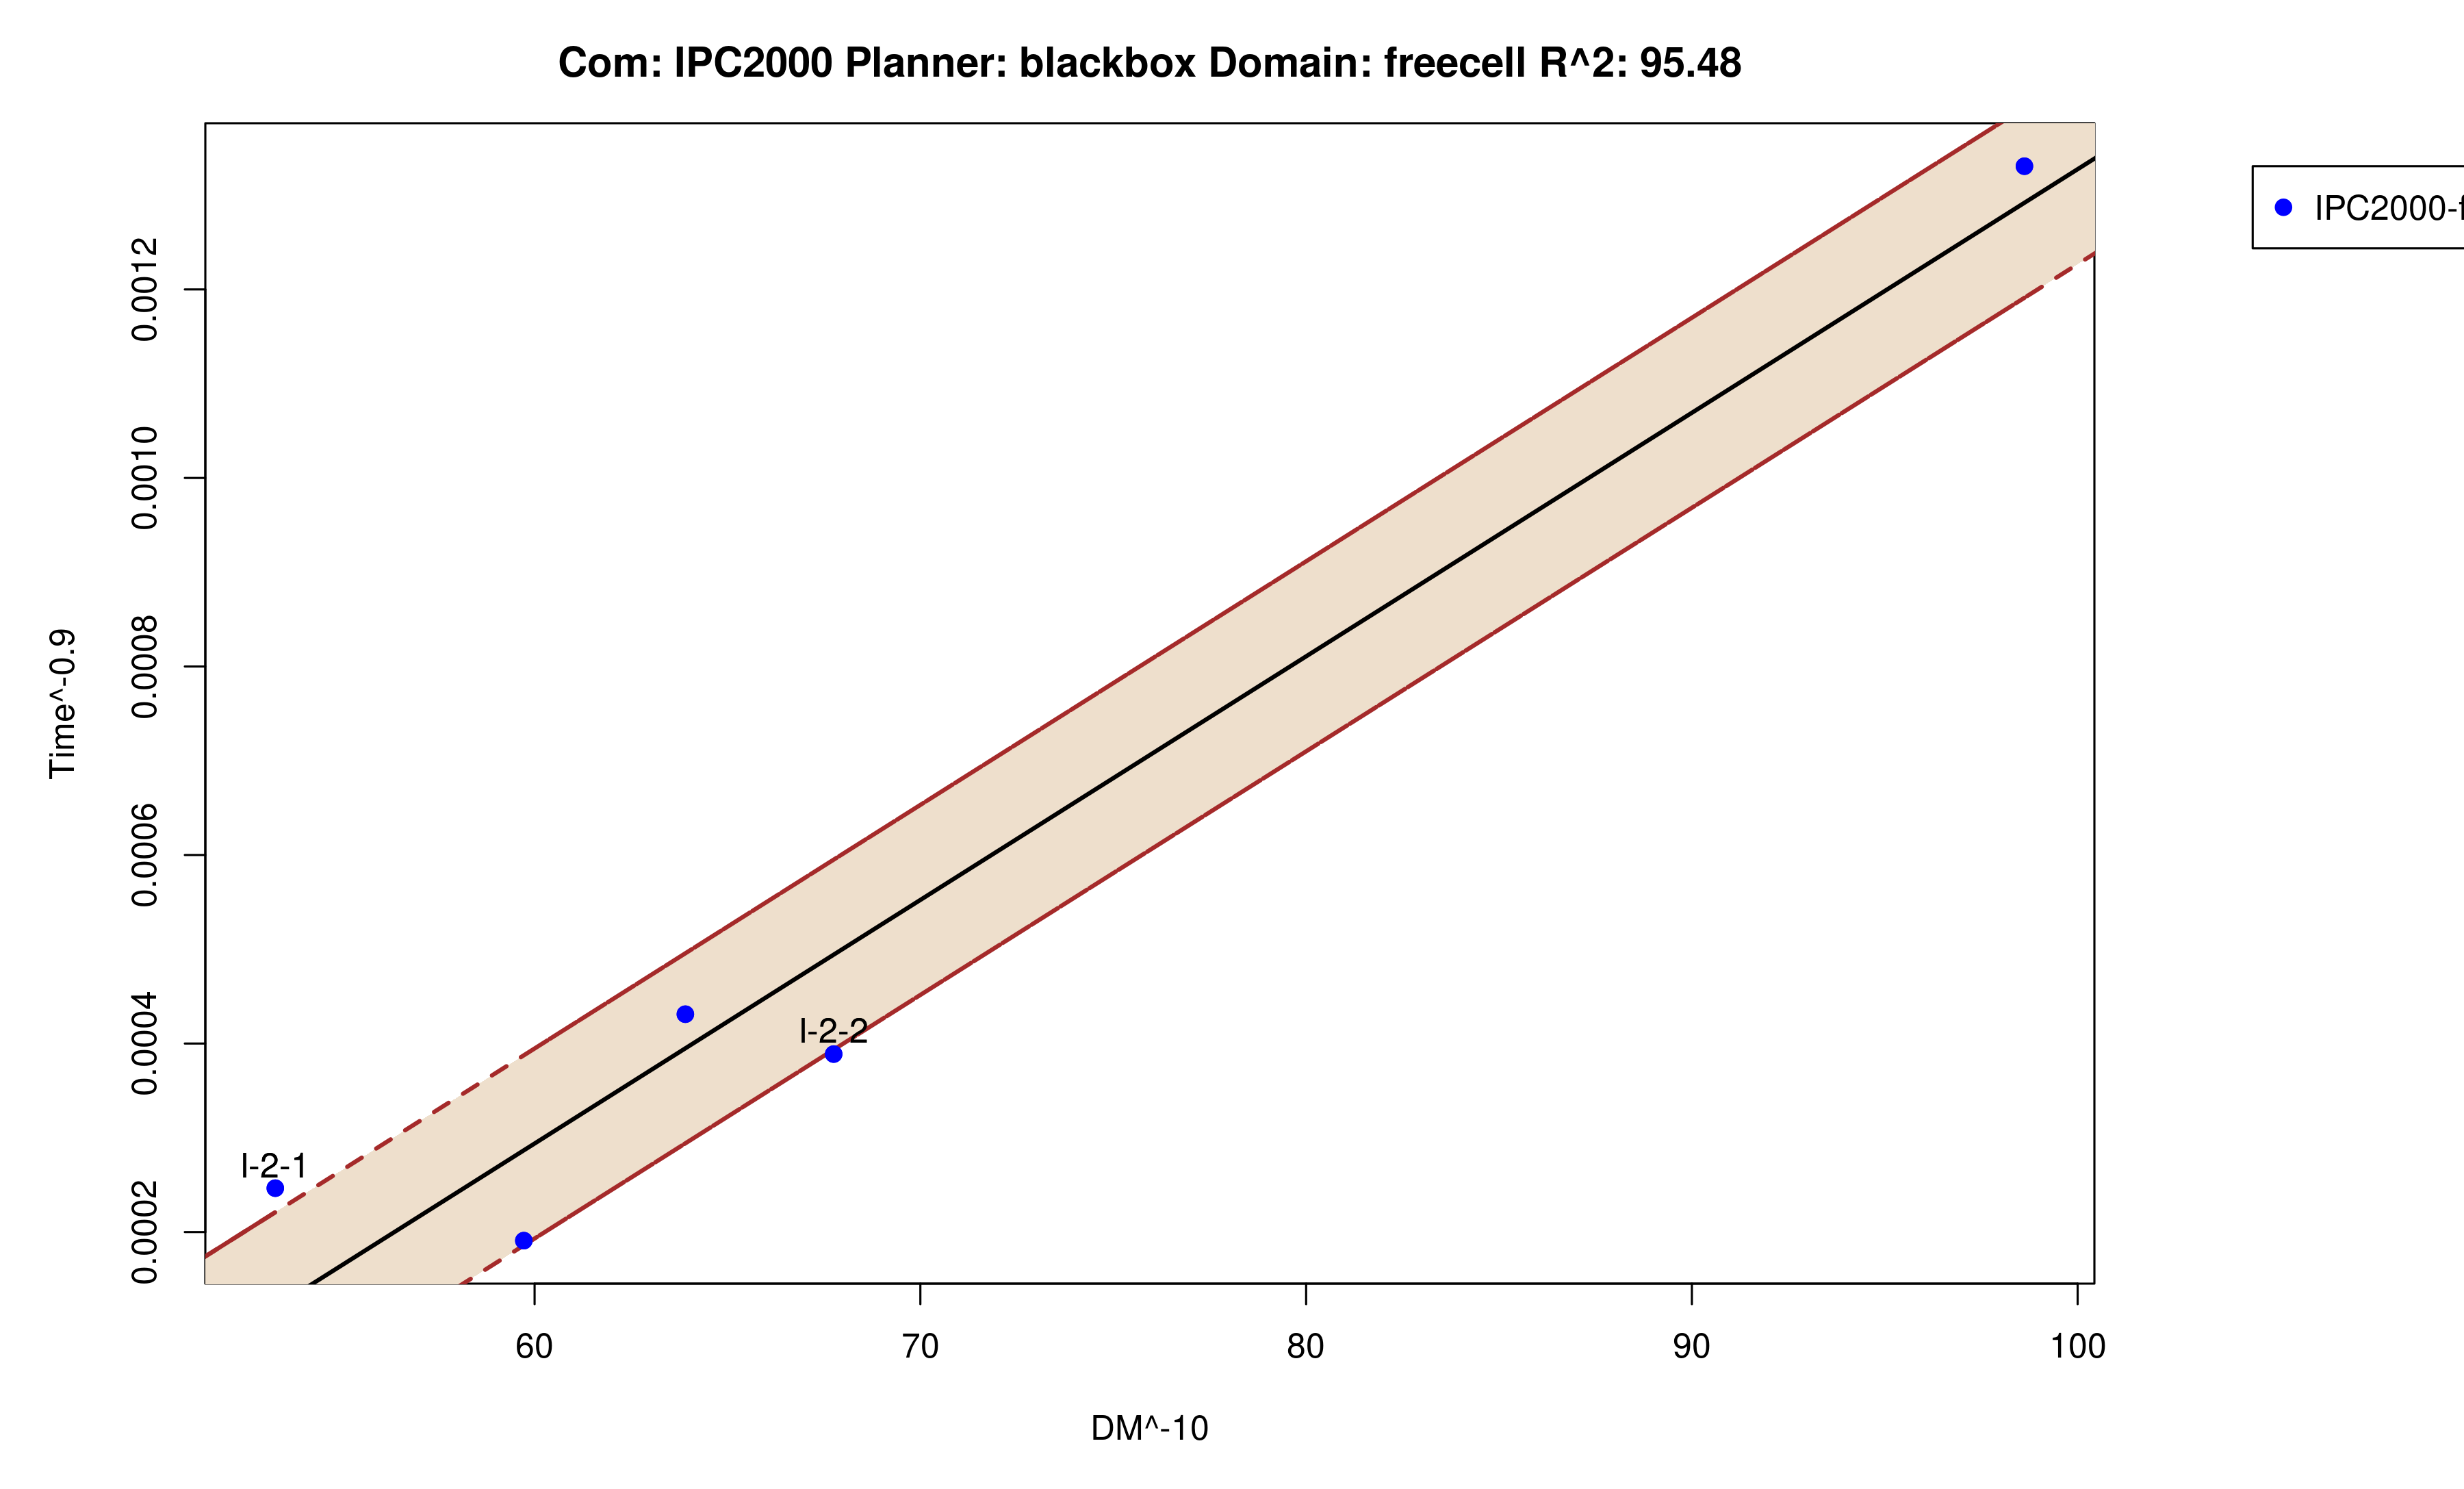 Com: IPC2000 Planner: blackbox Domain: freecell R^2: 95.48
IPC2000-f
Time^-0.9
0.0012
0.0010
0.0008
0.0006
0.0004
0.0002
I-2-2
I-2-1
60 70 80 90 100
DM^-10